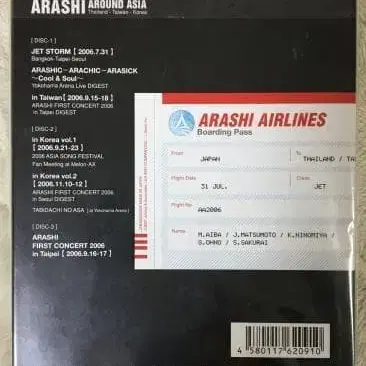 ARASHI AROUND ASIA
Thailand - Taiwan - Korea
[ DISC-1 ]
JET STORM [ 2006.7.31 ]
Bangkok-Taipei-Seoul
ARASHIC - ARACHIC - ARASICK
〜Cool & Soul〜
Yokohama Arena Live DIGEST
in Taiwan [ 2006.9.15-18 ]
ARASHI FIRST CONCERT 2006
in Taipei DIGEST
[ DISC-2 ]
in Korea vol.1
[ 2006.9.21-23 ]
2006 ASIA SONG FESTIVAL
Fan Meeting at Melon-AX
in Korea vol.2
[ 2006.11.10-12 ]
ARASHI FIRST CONCERT 2006
in Seoul DIGEST
TABIDACHI NO ASA [ at Yokohama Arena ]
[ DISC-3 ]
ARASHI
FIRST CONCERT 2006
in Taipei [ 2006.9.16-17 ]
ARASHI AIRLINES
Boarding Pass
From
JAPAN
To
THAILAND / TA
Flight Date
31 JUL.
Class
JET
Flight No
AA2006
Name
M.AIBA / J.MATSUMOTO / K.NINOMIYA /
S.OHNO / S.SAKURAI
4 580117 620910